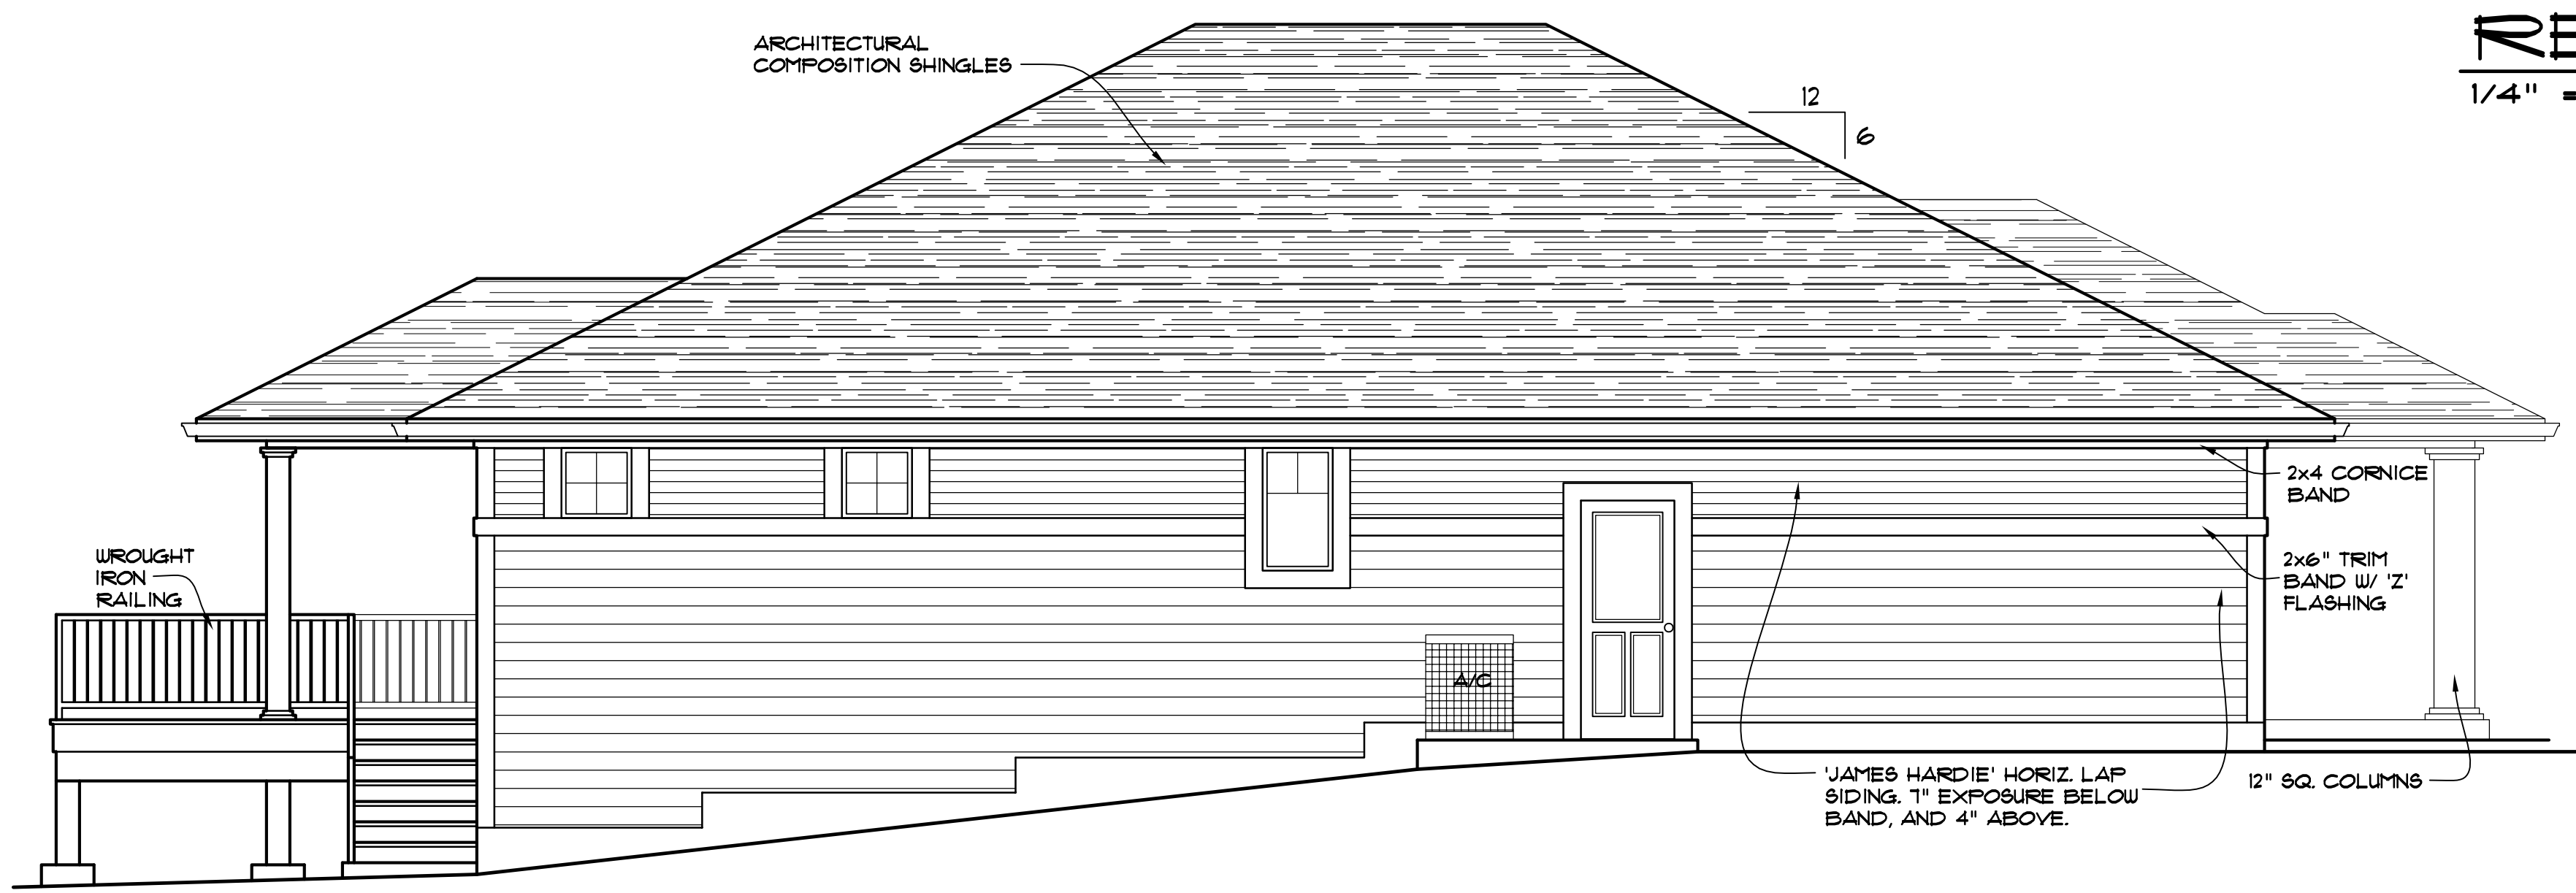 ARCHITECTURAL
COMPOSITION SHINGLES
RE
1/4" =
12
6
2x4 CORNICE
BAND
WROUGHT
IRON
RAILING
2x6" TRIM
BAND W/ 'Z'
FLASHING
A/C
'JAMES HARDIE' HORIZ. LAP
SIDING. 7" EXPOSURE BELOW
BAND, AND 4" ABOVE.
12" SQ. COLUMNS